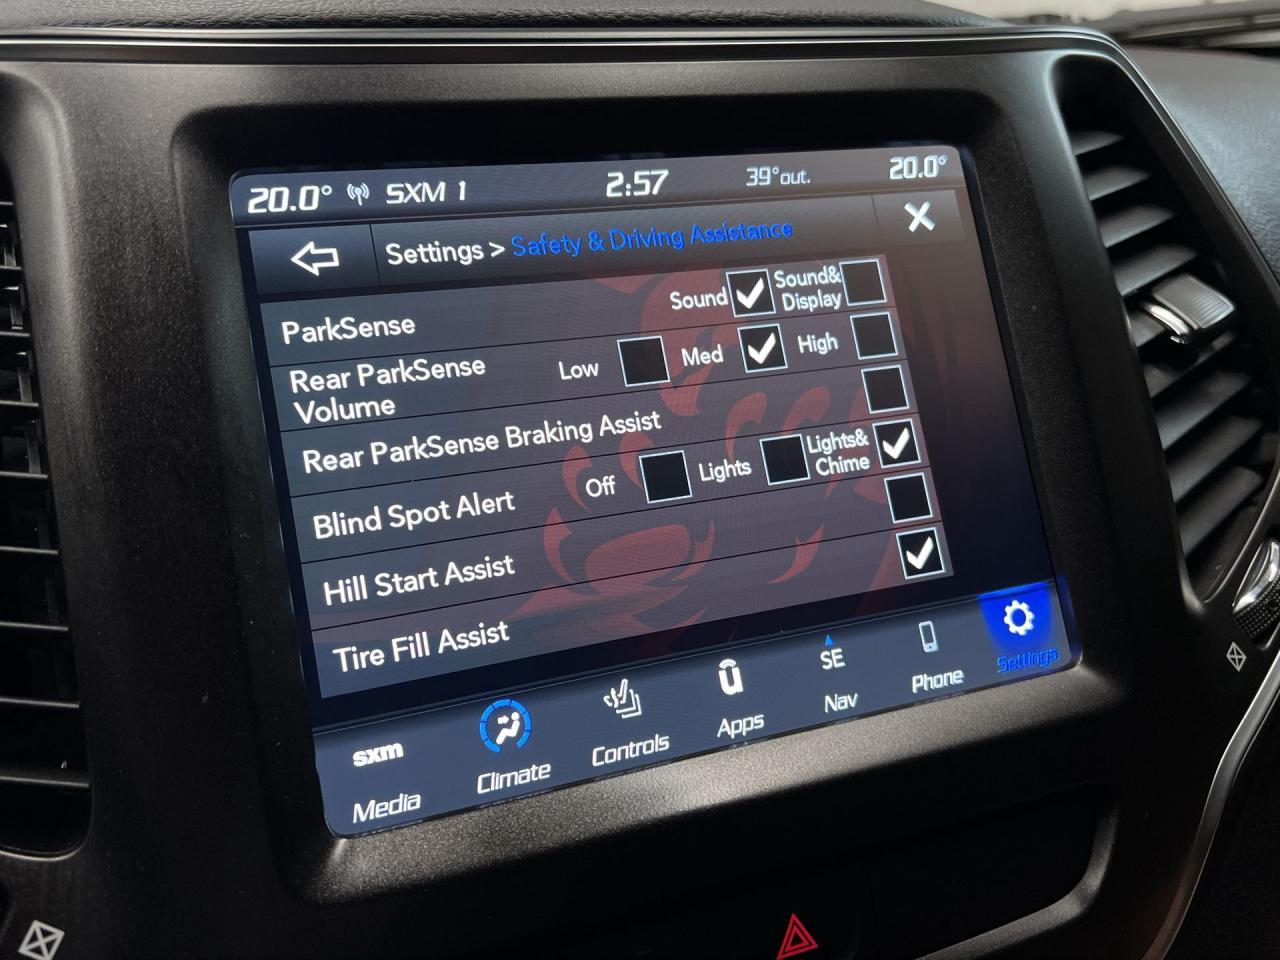 20.0° SXM 1 2:57 39°out. 20.0°
Settings > Safety & Driving Assistance X
ParkSense Sound Sound& Display
Rear ParkSense Volume Low Med High
Rear ParkSense Braking Assist
Blind Spot Alert Off Lights Lights& Chime
Hill Start Assist
Tire Fill Assist
sxm SE
Media Climate Controls Apps Nav Phone Settings